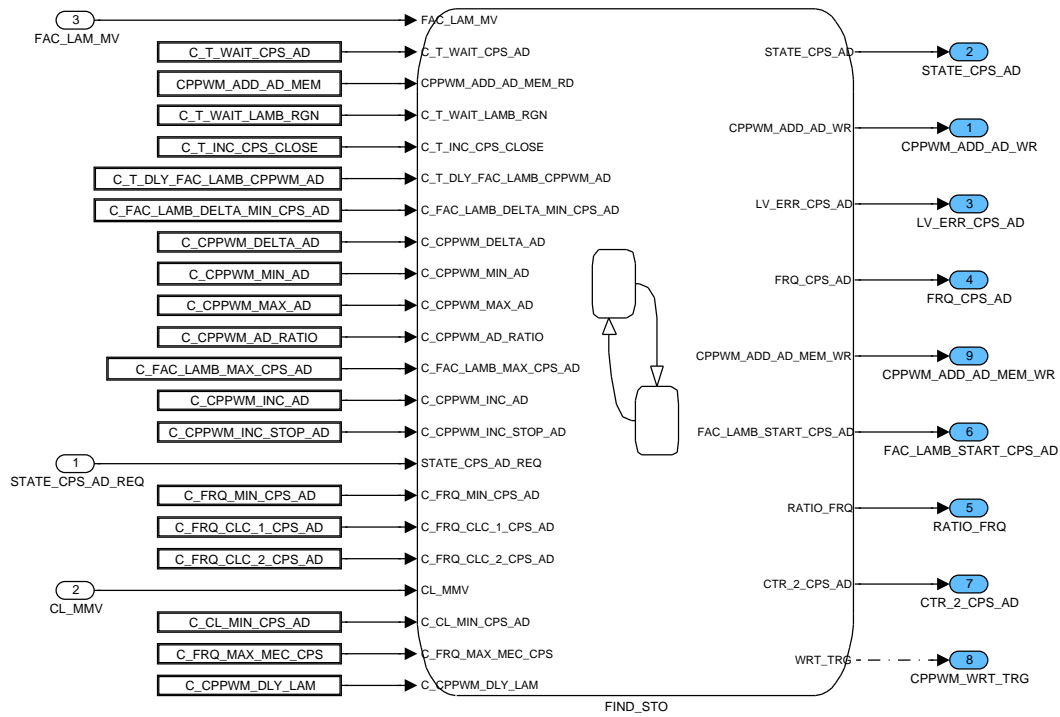 3
FAC_LAM_MV
C_T_WAIT_CPS_AD
CPPWM_ADD_AD_MEM
C_T_WAIT_LAMB_RGN
C_T_INC_CPS_CLOSE
C_T_DLY_FAC_LAMB_CPPWM_AD
C_FAC_LAMB_DELTA_MIN_CPS_AD
C_CPPWM_DELTA_AD
C_CPPWM_MIN_AD
C_CPPWM_MAX_AD
C_CPPWM_AD_RATIO
C_FAC_LAMB_MAX_CPS_AD
C_CPPWM_INC_AD
C_CPPWM_INC_STOP_AD
1
STATE_CPS_AD_REQ
C_FRQ_MIN_CPS_AD
C_FRQ_CLC_1_CPS_AD
C_FRQ_CLC_2_CPS_AD
2
CL_MMV
C_CL_MIN_CPS_AD
C_FRQ_MAX_MEC_CPS
C_CPPWM_DLY_LAM
FAC_LAM_MV
C_T_WAIT_CPS_AD
CPPWM_ADD_AD_MEM_RD
C_T_WAIT_LAMB_RGN
C_T_INC_CPS_CLOSE
C_T_DLY_FAC_LAMB_CPPWM_AD
C_FAC_LAMB_DELTA_MIN_CPS_AD
C_CPPWM_DELTA_AD
C_CPPWM_MIN_AD
C_CPPWM_MAX_AD
C_CPPWM_AD_RATIO
C_FAC_LAMB_MAX_CPS_AD
C_CPPWM_INC_AD
C_CPPWM_INC_STOP_AD
STATE_CPS_AD_REQ
C_FRQ_MIN_CPS_AD
C_FRQ_CLC_1_CPS_AD
C_FRQ_CLC_2_CPS_AD
CL_MMV
C_CL_MIN_CPS_AD
C_FRQ_MAX_MEC_CPS
C_CPPWM_DLY_LAM
STATE_CPS_AD
CPPWM_ADD_AD_WR
LV_ERR_CPS_AD
FRQ_CPS_AD
CPPWM_ADD_AD_MEM_WR
FAC_LAMB_START_CPS_AD
RATIO_FRQ
CTR_2_CPS_AD
WRT_TRG
2
STATE_CPS_AD
1
CPPWM_ADD_AD_WR
3
LV_ERR_CPS_AD
4
FRQ_CPS_AD
9
CPPWM_ADD_AD_MEM_WR
6
FAC_LAMB_START_CPS_AD
5
RATIO_FRQ
7
CTR_2_CPS_AD
8
CPPWM_WRT_TRG
FIND_STO